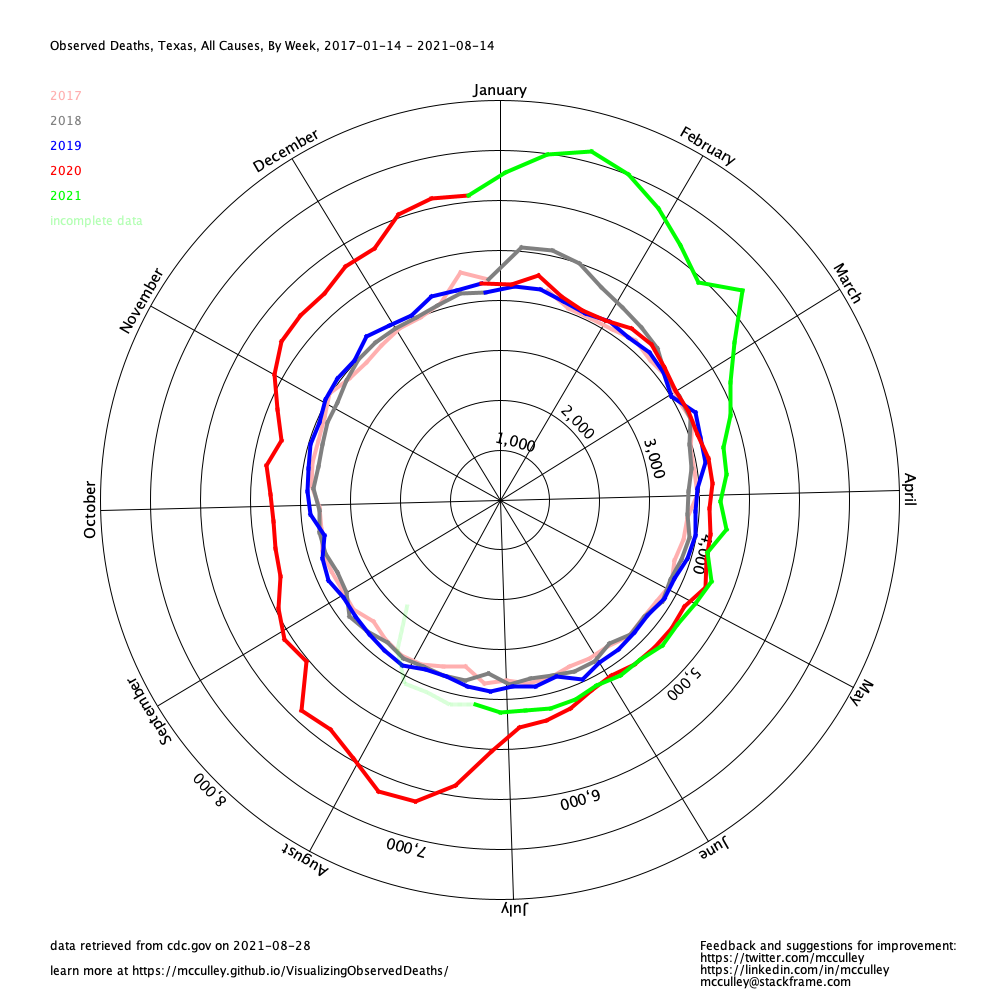 Observed Deaths, Texas, All Causes, By Week, 2017-01-14 - 2021-08-14
2017
2018
2019
2020
2021
incomplete data
January
February
March
April
May
June
July
August
September
October
November
December
1,000
2,000
3,000
4,000
5,000
6,000
7,000
8,000
data retrieved from cdc.gov on 2021-08-28
learn more at https://mcculley.github.io/VisualizingObservedDeaths/
Feedback and suggestions for improvement:
https://twitter.com/mcculley
https://linkedin.com/in/mcculley
mcculley@stackframe.com